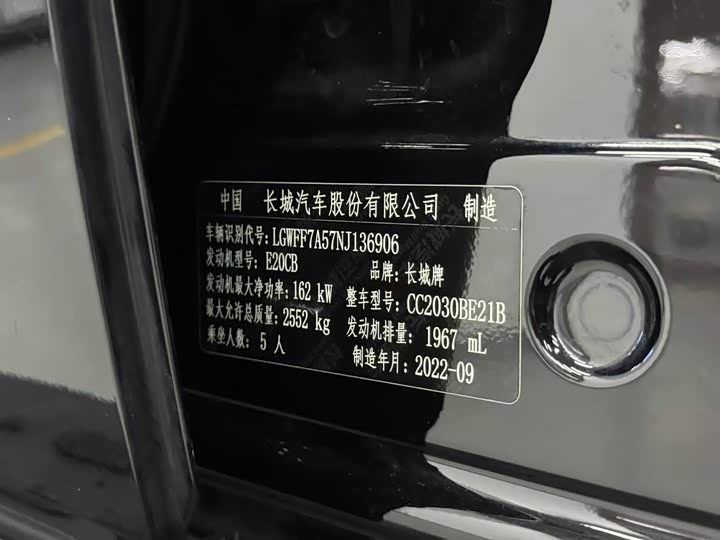 中国 长城汽车股份有限公司 制造
车辆识别代号:LGWFF7A57NJ136906
发动机型号: E20CB 品牌: 长城牌
发动机最大净功率: 162 kW 整车型号: CC2030BE21B
最大允许总质量: 2552 kg 发动机排量: 1967 mL
乘坐人数: 5 人 制造年月: 2022-09